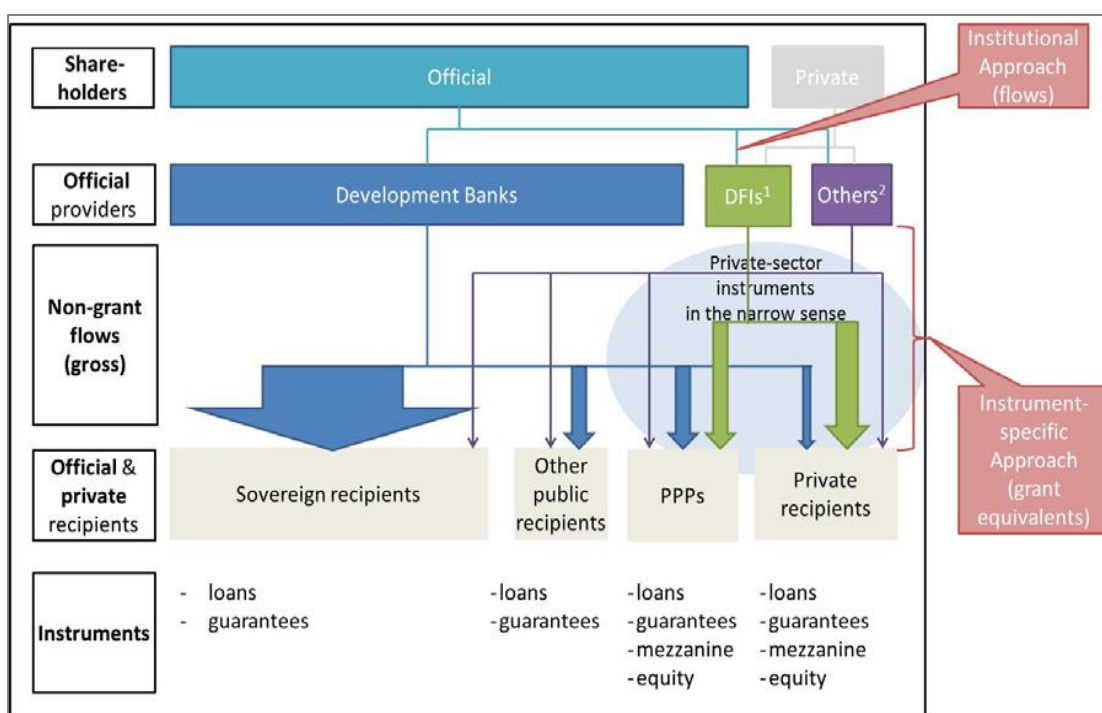 Share-
holders
Official
Private
Institutional
Approach
(flows)
Official
providers
Development Banks
DFIs¹
Others²
Non-grant
flows
(gross)
Private-sector
instruments
in the narrow sense
Instrument-
specific
Approach
(grant
equivalents)
Official &
private
recipients
Sovereign recipients
Other
public
recipients
PPPs
Private
recipients
Instruments
- loans
- guarantees
-loans
-guarantees
-loans
-guarantees
-mezzanine
-equity
-loans
-guarantees
-mezzanine
-equity